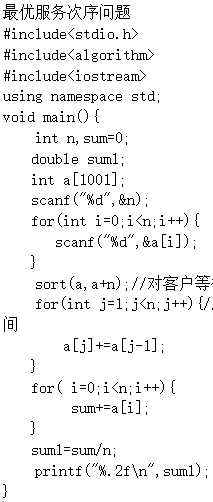 最优服务次序问题
#include<stdio.h>
#include<algorithm>
#include<iostream>
using namespace std;
void main(){
    int n,sum=0;
    double sum1;
    int a[1001];
    scanf("%d",&n);
    for(int i=0;i<n;i++){
       scanf("%d",&a[i]);
    }
    sort(a,a+n);//对客户等
    for(int j=1;j<n;j++){/
间
        a[j]+=a[j-1];
    }
    for( i=0;i<n;i++){
         sum+=a[i];
    }
    sum1=sum/n;
    printf("%.2f\n",sum1);
}